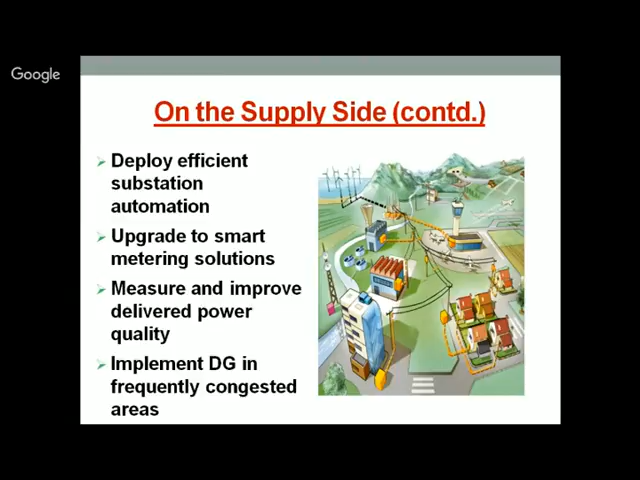 Google
On the Supply Side (contd.)
Deploy efficient
substation
automation
Upgrade to smart
metering solutions
Measure and improve
delivered power
quality
Implement DG in
frequently congested
areas